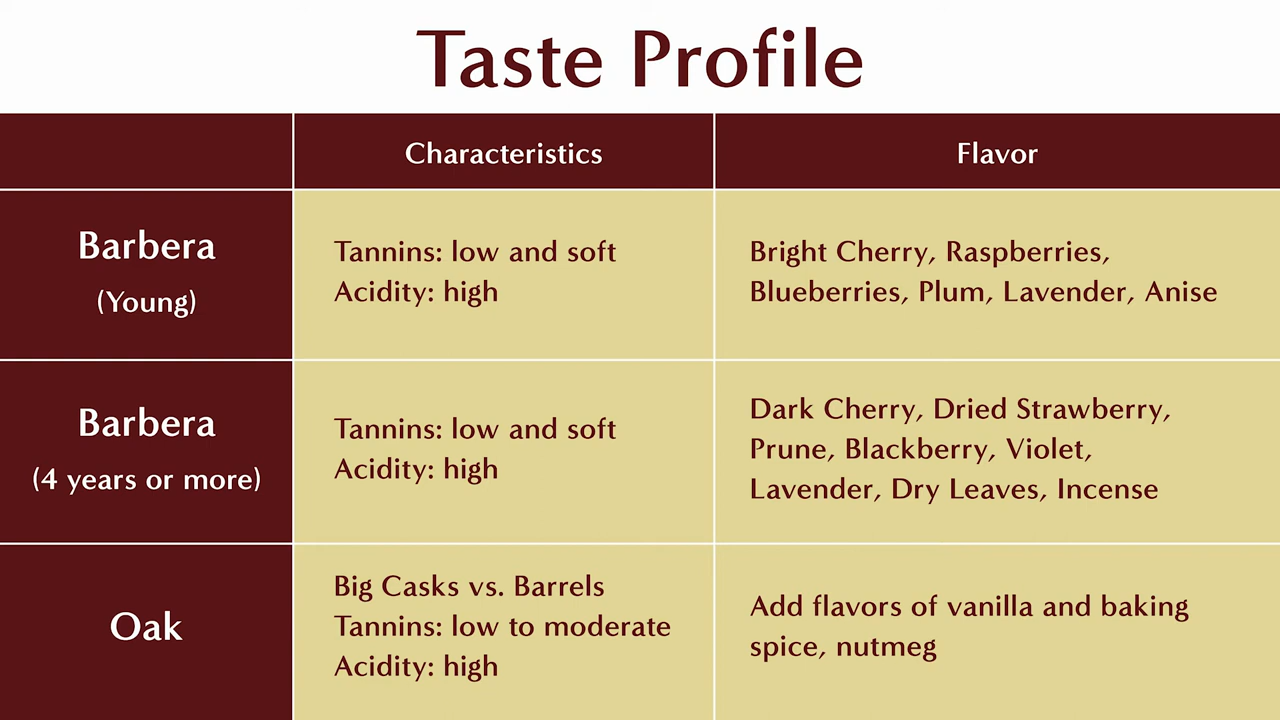 Taste Profile
Characteristics
Flavor
Barbera
(Young)
Tannins: low and soft
Acidity: high
Bright Cherry, Raspberries,
Blueberries, Plum, Lavender, Anise
Barbera
(4 years or more)
Tannins: low and soft
Acidity: high
Dark Cherry, Dried Strawberry,
Prune, Blackberry, Violet,
Lavender, Dry Leaves, Incense
Oak
Big Casks vs. Barrels
Tannins: low to moderate
Acidity: high
Add flavors of vanilla and baking
spice, nutmeg